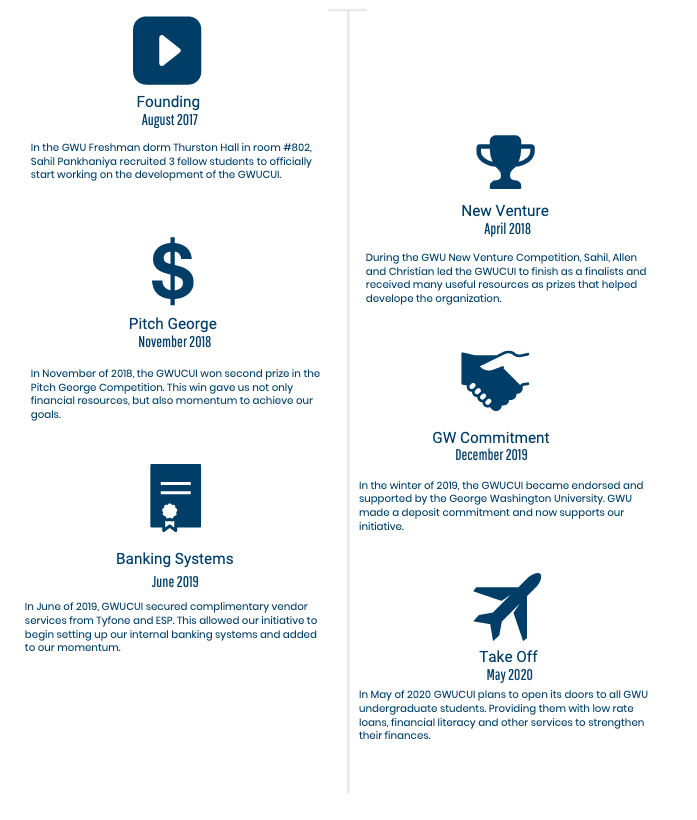 Founding
August 2017
In the GWU Freshman dorm Thurston Hall in room #802,
Sahil Pankhaniya recruited 3 fellow students to officially
start working on the development of the GWUCUI.
New Venture
April 2018
During the GWU New Venture Competition, Sahil, Allen
and Christian led the GWUCUI to finish as a finalists and
received many useful resources as prizes that helped
develope the organization.
Pitch George
November 2018
In November of 2018, the GWUCUI won second prize in the
Pitch George Competition. This win gave us not only
financial resources, but also momentum to achieve our
goals.
GW Commitment
December 2019
In the winter of 2019, the GWUCUI became endorsed and
supported by the George Washington University. GWU
made a deposit commitment and now supports our
initiative.
Banking Systems
June 2019
In June of 2019, GWUCUI secured complimentary vendor
services from Tyfone and ESP. This allowed our initiative to
begin setting up our internal banking systems and added
to our momentum.
Take Off
May 2020
In May of 2020 GWUCUI plans to open its doors to all GWU
undergraduate students. Providing them with low rate
loans, financial literacy and other services to strengthen
their finances.